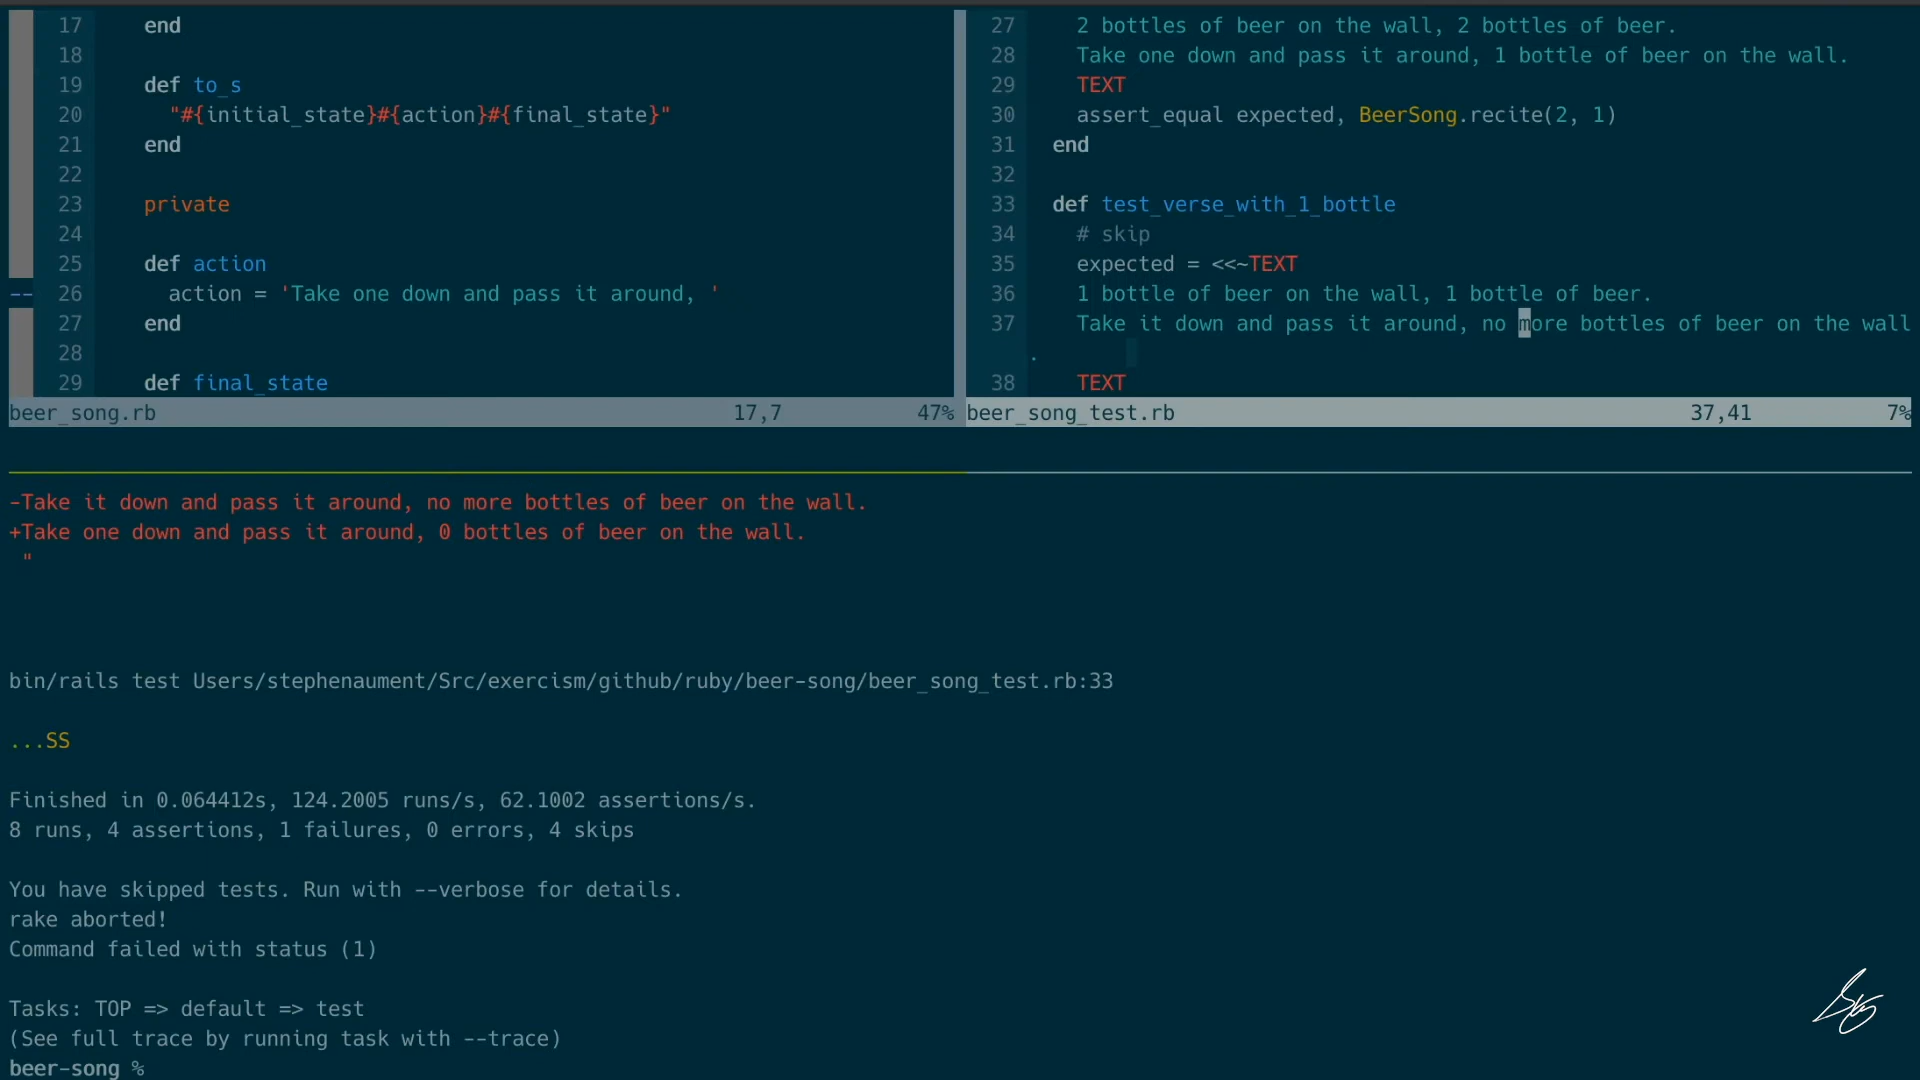 17 end
18
19 def to_s
20 "#{initial_state}#{action}#{final_state}"
21 end
22
23 private
24
25 def action
-- 26 action = 'Take one down and pass it around, '
27 end
28
29 def final_state
beer_song.rb 17,7 47%
27 2 bottles of beer on the wall, 2 bottles of beer.
28 Take one down and pass it around, 1 bottle of beer on the wall.
29 TEXT
30 assert_equal expected, BeerSong.recite(2, 1)
31 end
32
33 def test_verse_with_1_bottle
34 # skip
35 expected = <<~TEXT
36 1 bottle of beer on the wall, 1 bottle of beer.
37 Take it down and pass it around, no more bottles of beer on the wall
.
38 TEXT
beer_song_test.rb 37,41 7%
-Take it down and pass it around, no more bottles of beer on the wall.
+Take one down and pass it around, 0 bottles of beer on the wall.
"
bin/rails test Users/stephenaument/Src/exercism/github/ruby/beer-song/beer_song_test.rb:33
...SS
Finished in 0.064412s, 124.2005 runs/s, 62.1002 assertions/s.
8 runs, 4 assertions, 1 failures, 0 errors, 4 skips
You have skipped tests. Run with --verbose for details.
rake aborted!
Command failed with status (1)
Tasks: TOP => default => test
(See full trace by running task with --trace)
beer-song %